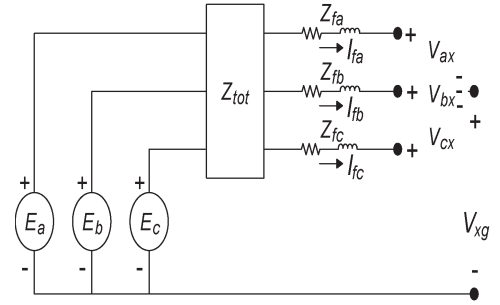 Z_fa
+
I_fa
V_ax
Z_tot
Z_fb
+
I_fb
V_bx
-
-
-
+
Z_fc
+
I_fc
V_cx
+ + +
E_a E_b E_c
- - -
V_xg
-